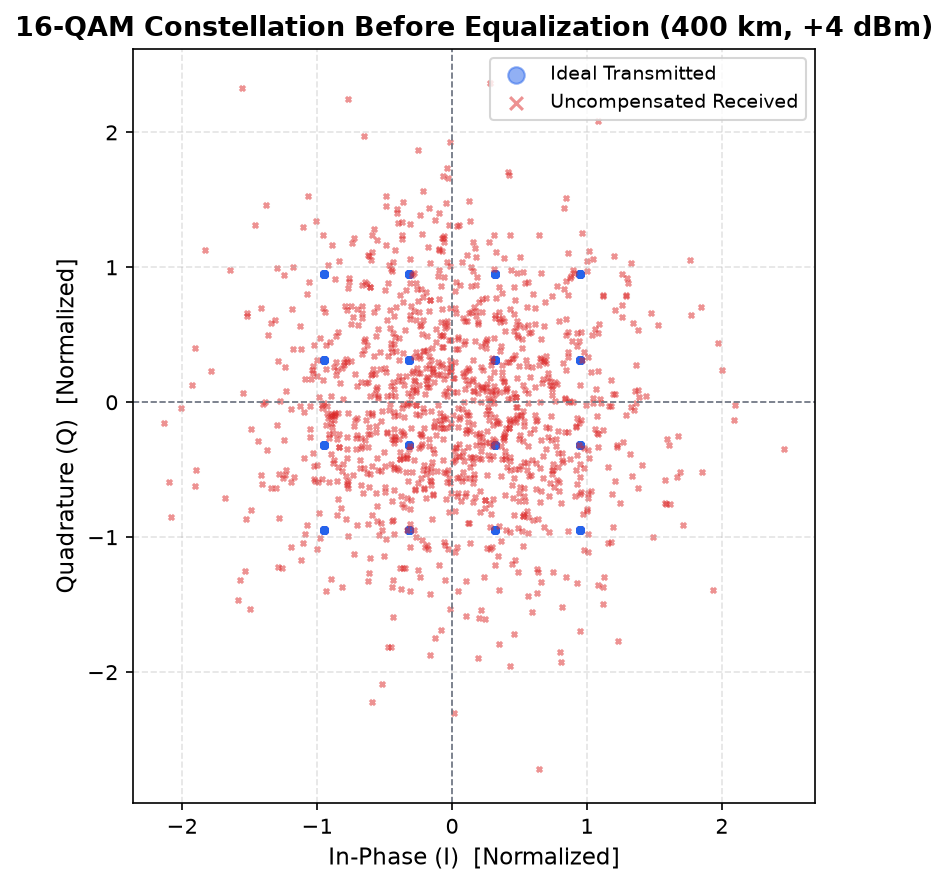 16-QAM Constellation Before Equalization (400 km, +4 dBm)
Ideal Transmitted
Uncompensated Received
2
1
0
−1
−2
Quadrature (Q) [Normalized]
−2
−1
0
1
2
In-Phase (I) [Normalized]